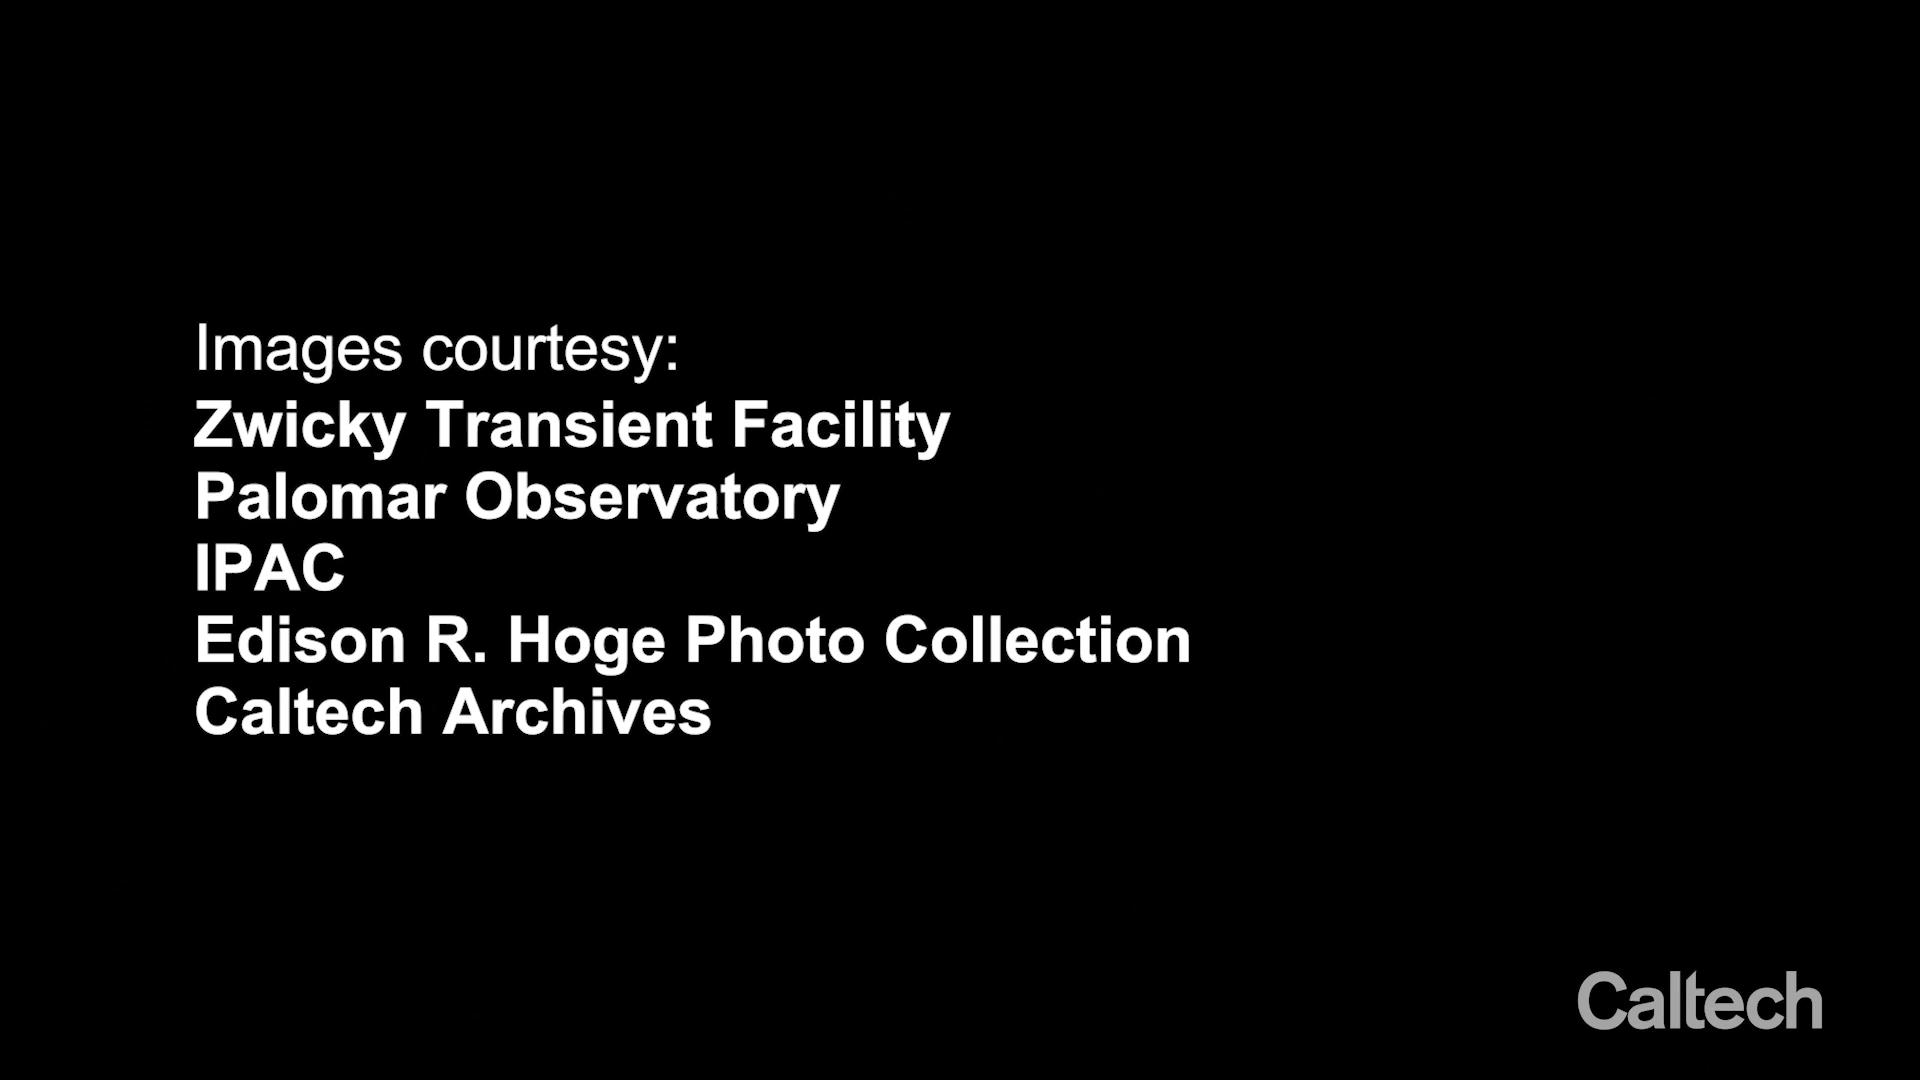 Images courtesy:
Zwicky Transient Facility
Palomar Observatory
IPAC
Edison R. Hoge Photo Collection
Caltech Archives
Caltech